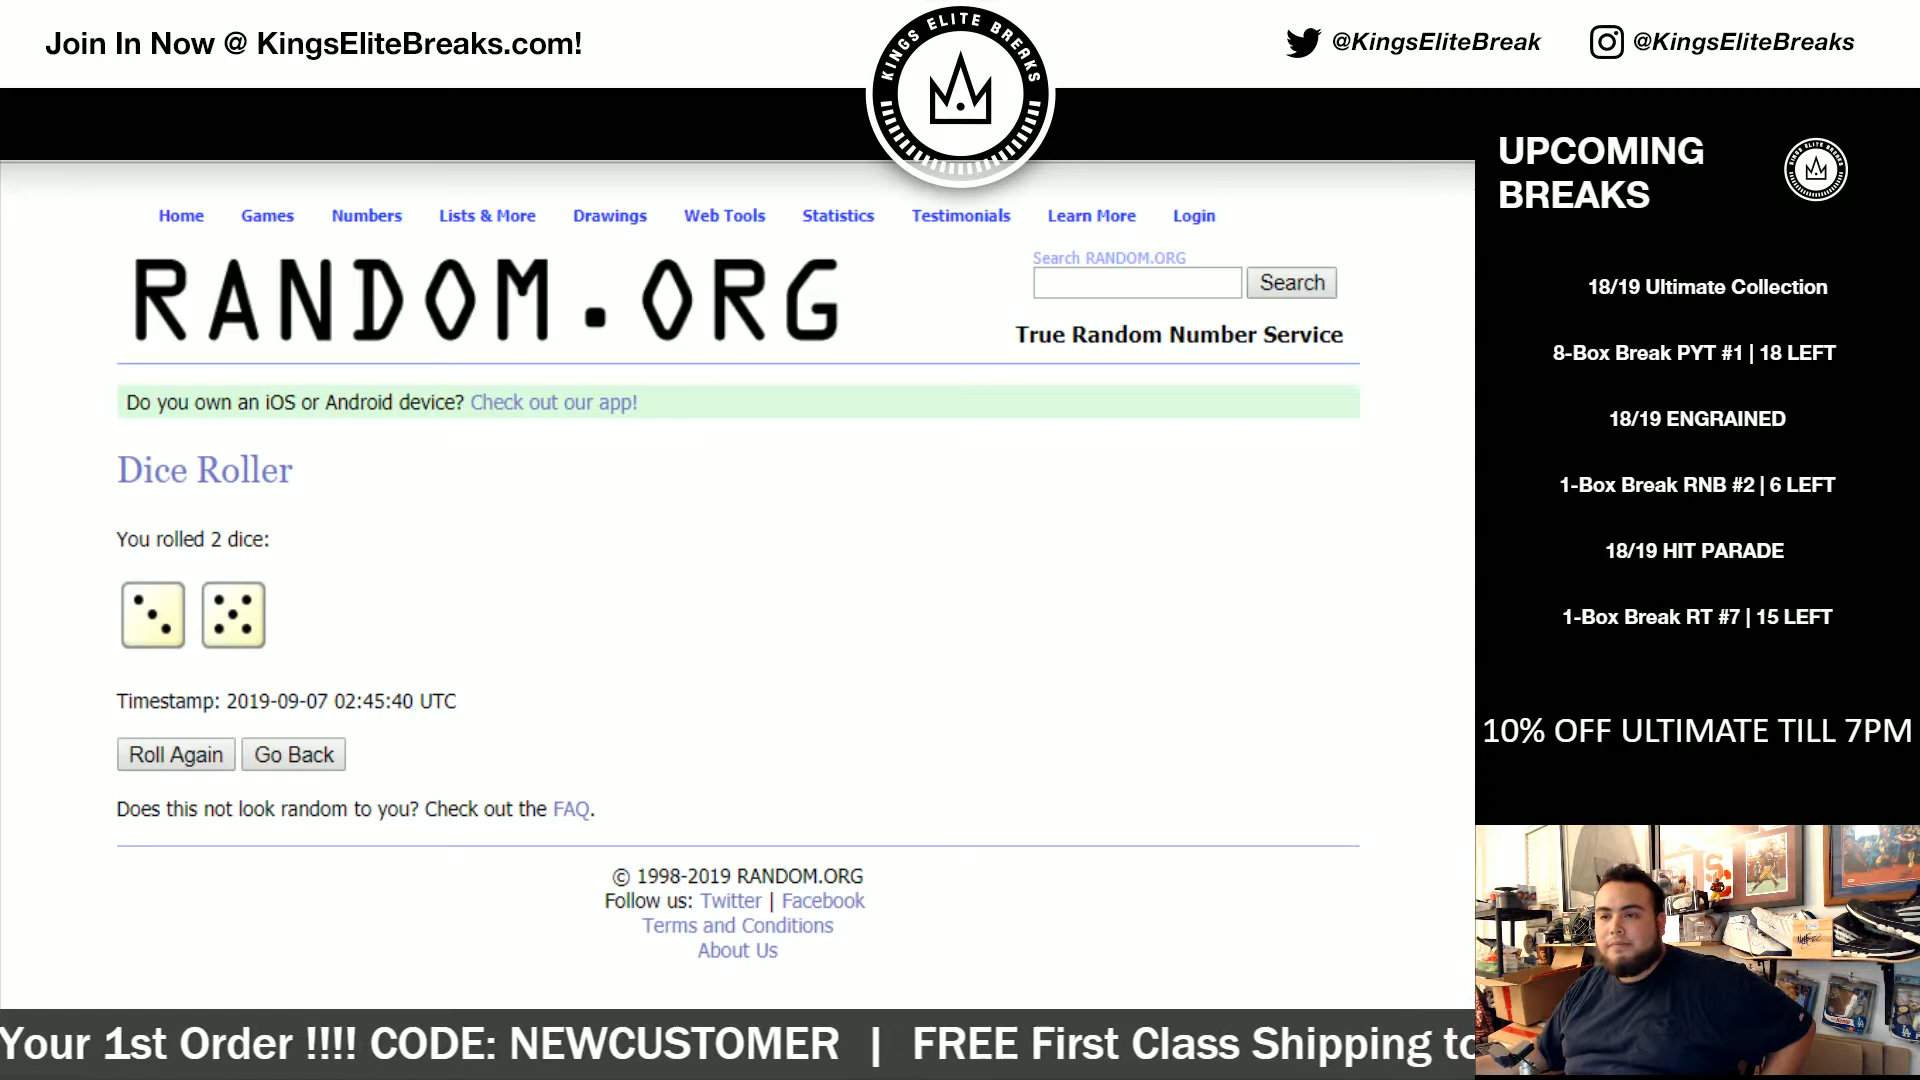 Join In Now @ KingsEliteBreaks.com!
KINGS ELITE BREAKS
@KingsEliteBreak
@KingsEliteBreaks
UPCOMING
BREAKS
KINGS ELITE BREAKS
18/19 Ultimate Collection
8-Box Break PYT #1 | 18 LEFT
18/19 ENGRAINED
1-Box Break RNB #2 | 6 LEFT
18/19 HIT PARADE
1-Box Break RT #7 | 15 LEFT
10% OFF ULTIMATE TILL 7PM
Home Games Numbers Lists & More Drawings Web Tools Statistics Testimonials Learn More Login
RANDOM.ORG
Search RANDOM.ORG
Search
True Random Number Service
Do you own an iOS or Android device? Check out our app!
Dice Roller
You rolled 2 dice:
Timestamp: 2019-09-07 02:45:40 UTC
Roll Again Go Back
Does this not look random to you? Check out the FAQ.
© 1998-2019 RANDOM.ORG
Follow us: Twitter | Facebook
Terms and Conditions
About Us
Your 1st Order !!!! CODE: NEWCUSTOMER | FREE First Class Shipping to